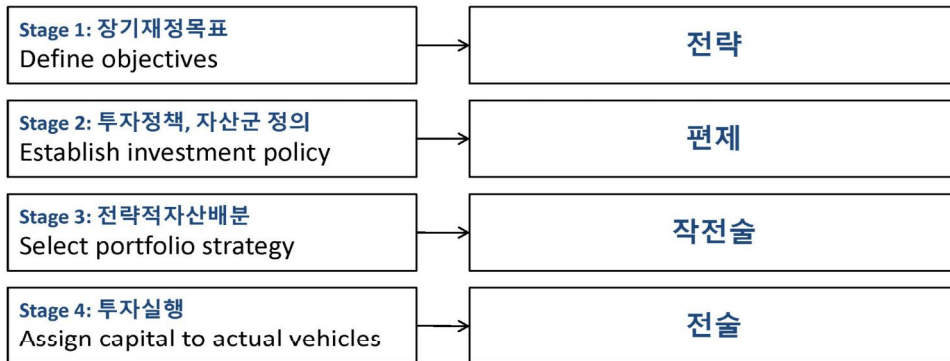 Stage 1: 장기재정목표
Define objectives
전략
Stage 2: 투자정책, 자산군 정의
Establish investment policy
편제
Stage 3: 전략적자산배분
Select portfolio strategy
작전술
Stage 4: 투자실행
Assign capital to actual vehicles
전술